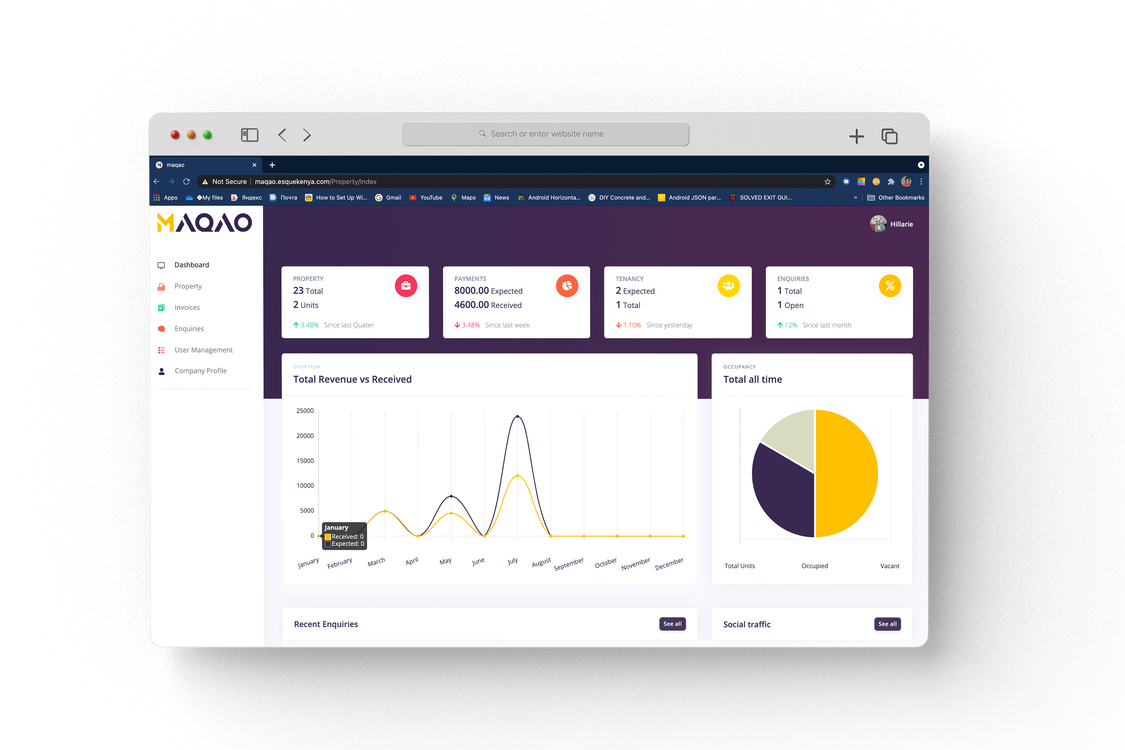 Search or enter website name
maqao
Not Secure | maqao.esquekenya.com/Property/Index
Apps �My files Яндекс Почта How to Set Up Wi... Gmail YouTube Maps News Android Horizonta... DIY Concrete and... Android JSON par... SOLVED EXIT GUI... » Other Bookmarks
MAQAO
Hillarie
Dashboard
Property
Invoices
Enquiries
User Management
Company Profile
PROPERTY
23 Total
2 Units
3.48% Since last Quater
PAYMENTS
8000.00 Expected
4600.00 Received
3.48% Since last week
TENANCY
2 Expected
1 Total
1.10% Since yesterday
ENQUIRIES
1 Total
1 Open
12% Since last month
OVERVIEW
Total Revenue vs Received
25000
20000
15000
10000
5000
0
January
Received: 0
Expected: 0
January February March April May June July August September October November December
OCCUPANCY
Total all time
Total Units Occupied Vacant
Recent Enquiries See all
Social traffic See all